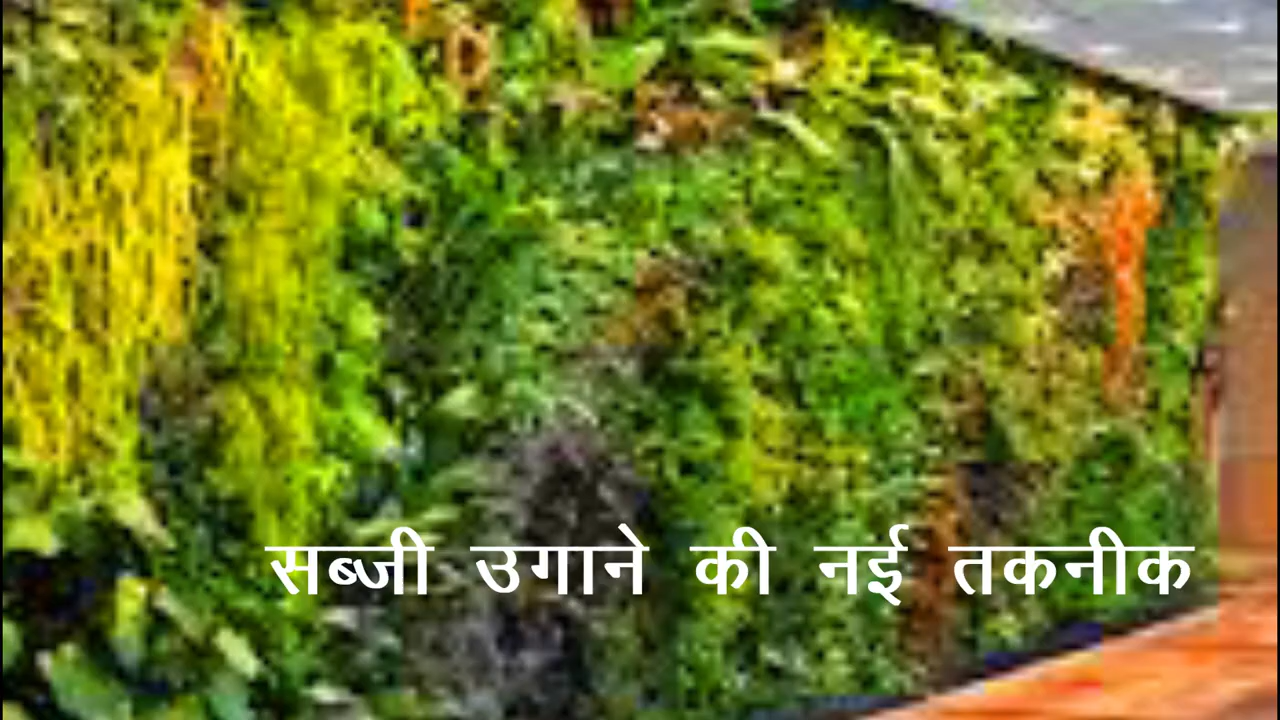 सब्जी उगाने की नई तकनीक